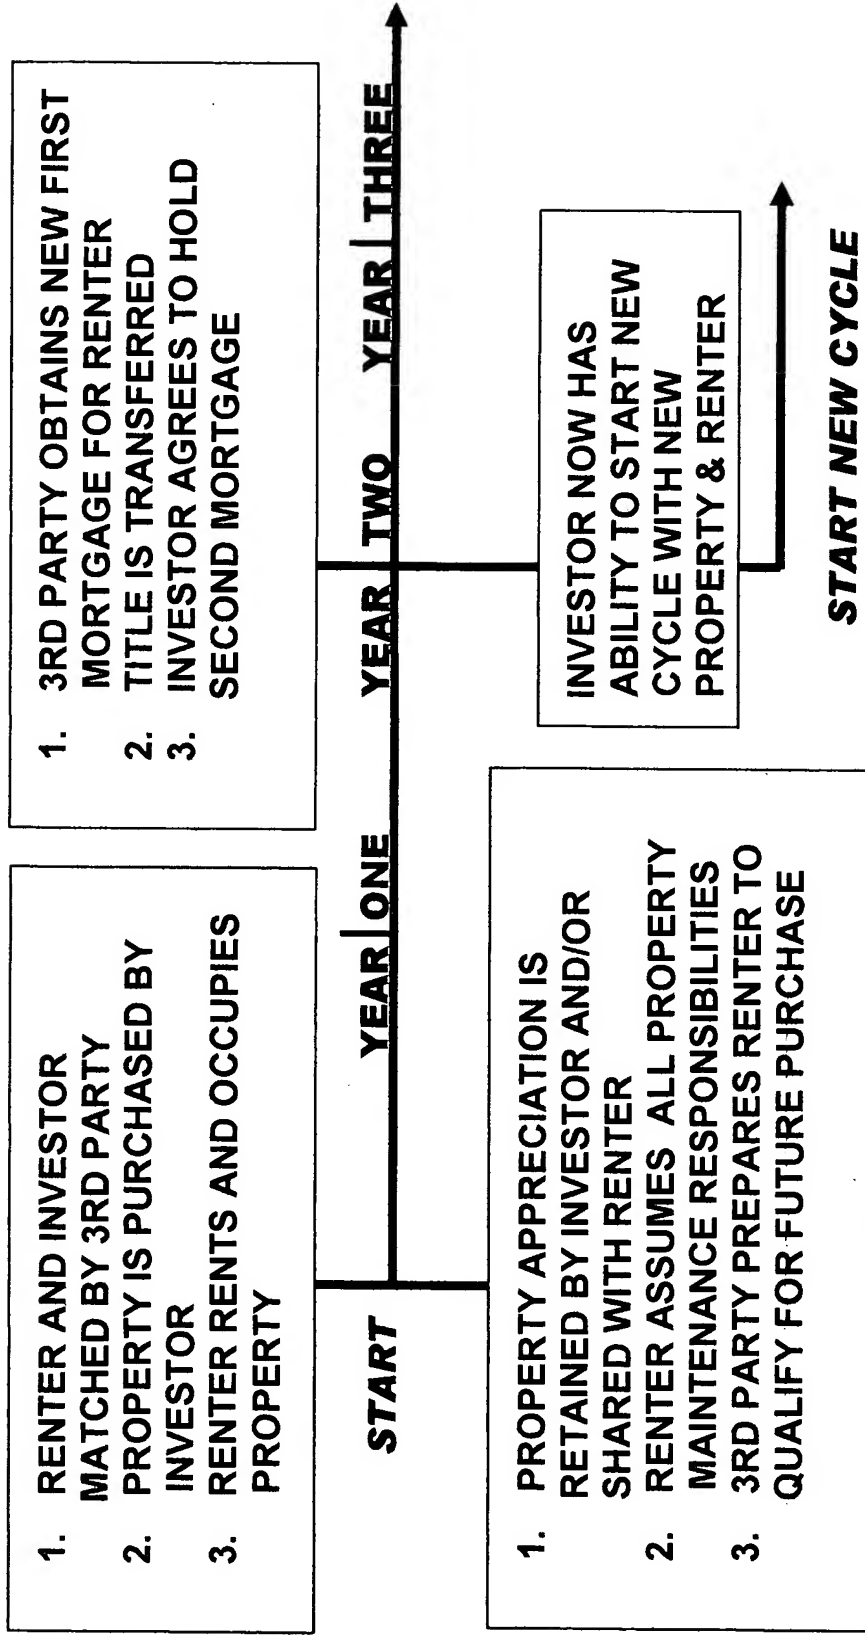 1. RENTER AND INVESTOR
MATCHED BY 3RD PARTY
2. PROPERTY IS PURCHASED BY
INVESTOR
3. RENTER RENTS AND OCCUPIES
PROPERTY
1. 3RD PARTY OBTAINS NEW FIRST
MORTGAGE FOR RENTER
2. TITLE IS TRANSFERRED
3. INVESTOR AGREES TO HOLD
SECOND MORTGAGE
START
YEAR ONE
YEAR TWO
YEAR THREE
1. PROPERTY APPRECIATION IS
RETAINED BY INVESTOR AND/OR
SHARED WITH RENTER
2. RENTER ASSUMES ALL PROPERTY
MAINTENANCE RESPONSIBILITIES
3. 3RD PARTY PREPARES RENTER TO
QUALIFY FOR FUTURE PURCHASE
INVESTOR NOW HAS
ABILITY TO START NEW
CYCLE WITH NEW
PROPERTY & RENTER
START NEW CYCLE